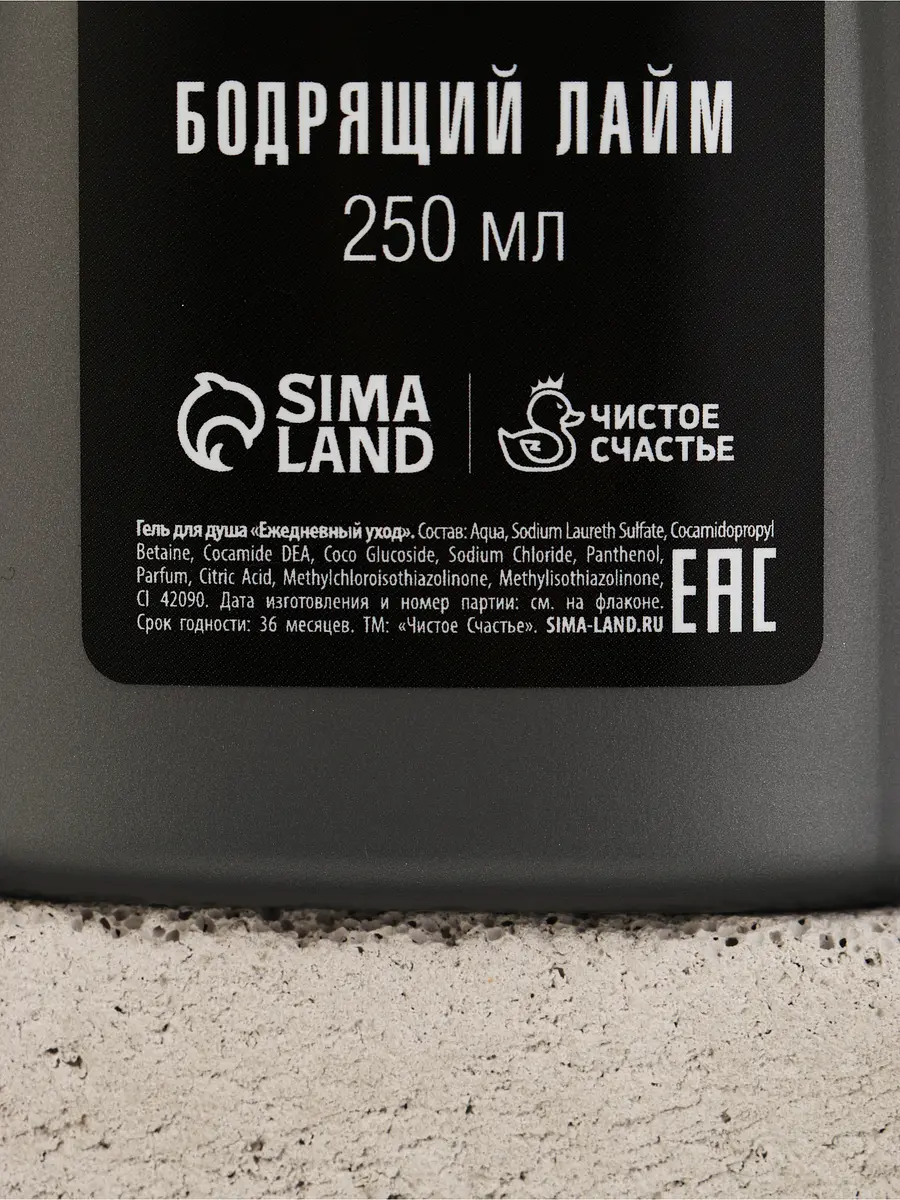 БОДРЯЩИЙ ЛАЙМ
250 мл
SIMA
LAND
ЧИСТОЕ
СЧАСТЬЕ
Гель для душа «Ежедневный уход». Состав: Aqua, Sodium Laureth Sulfate, Cocamidopropyl
Betaine, Cocamide DEA, Coco Glucoside, Sodium Chloride, Panthenol,
Parfum, Citric Acid, Methylchloroisothiazolinone, Methylisothiazolinone,
CI 42090. Дата изготовления и номер партии: см. на флаконе.
Срок годности: 36 месяцев. ТМ: «Чистое Счастье». SIMA-LAND.RU
EAC